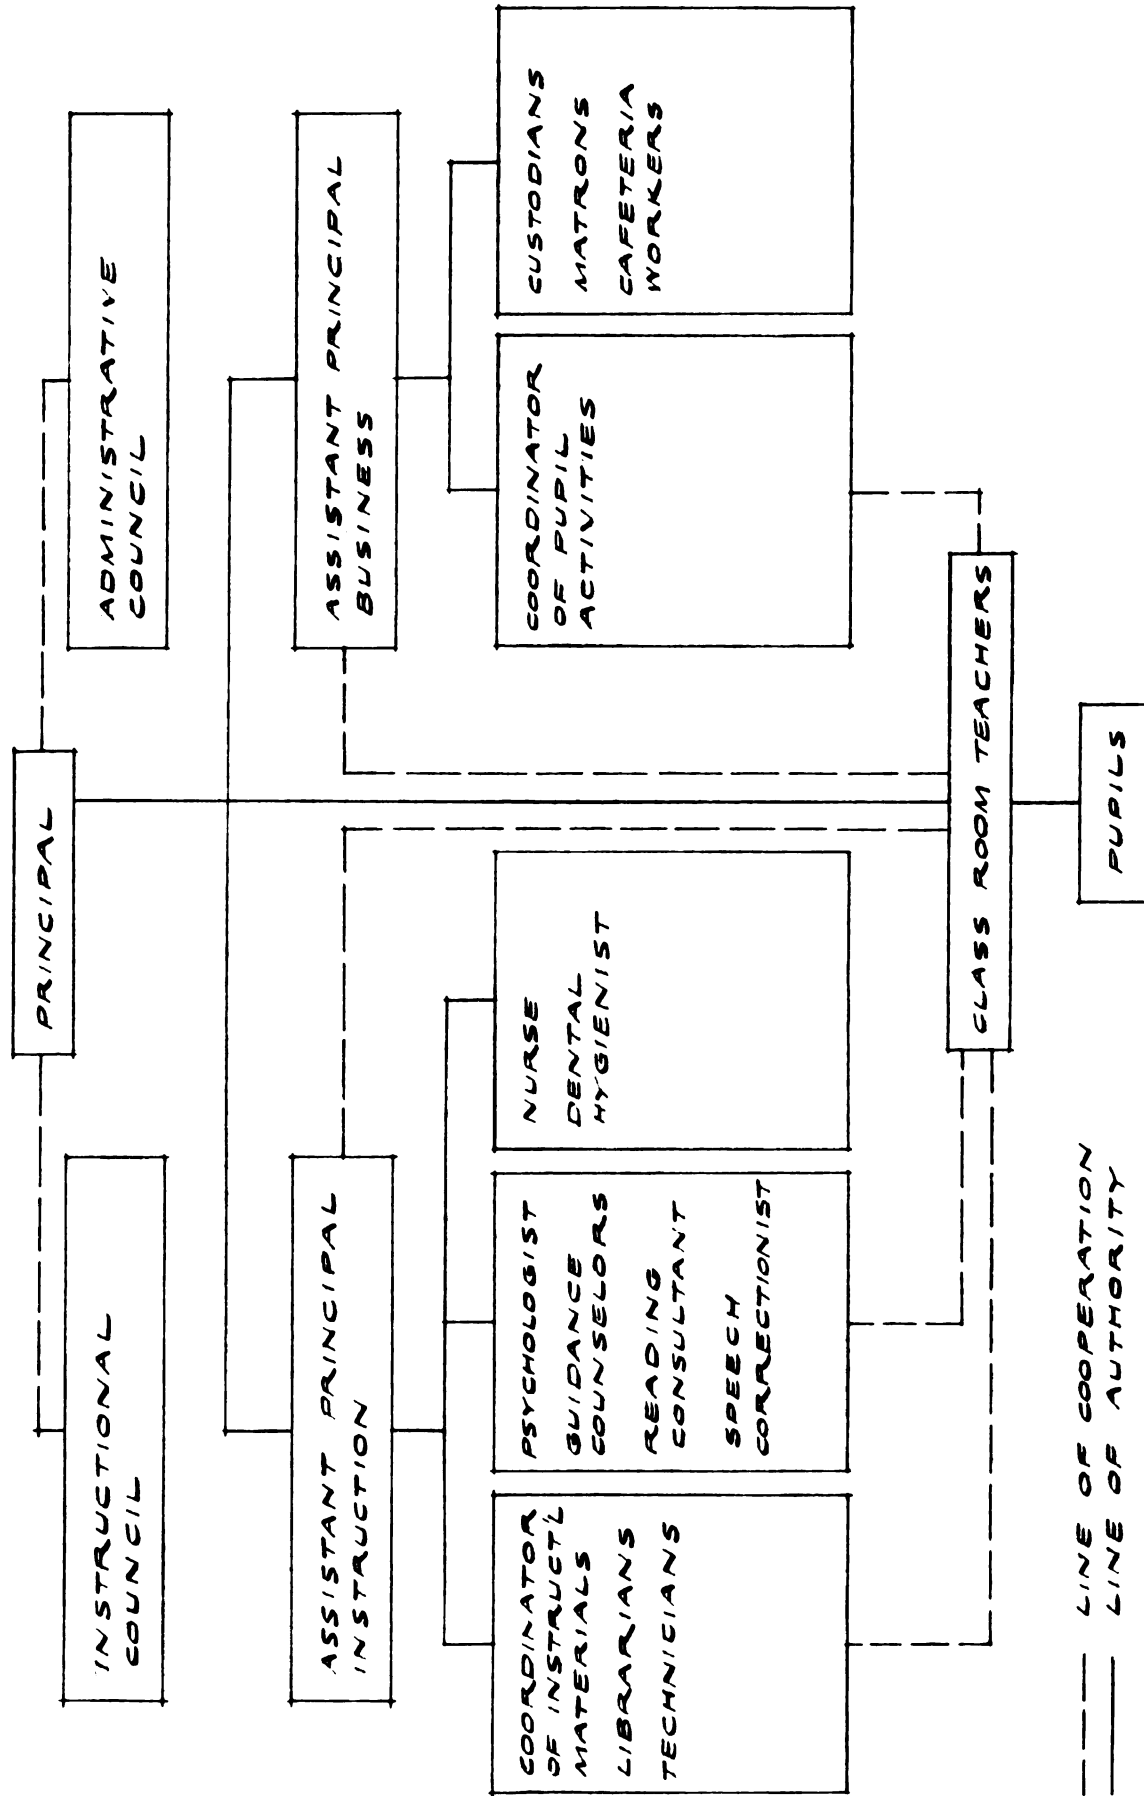 PRINCIPAL
INSTRUCTIONAL
COUNCIL
ADMINISTRATIVE
COUNCIL
ASSISTANT PRINCIPAL
INSTRUCTION
ASSISTANT PRINCIPAL
BUSINESS
COORDINATOR
OF INSTRUCT'L
MATERIALS
LIBRARIANS
TECHNICIANS
PSYCHOLOGIST
GUIDANCE
COUNSELORS
READING
CONSULTANT
SPEECH
CORRECTIONIST
NURSE
DENTAL
HYGIENIST
COORDINATOR
OF PUPIL
ACTIVITIES
CUSTODIANS
MATRONS
CAFETERIA
WORKERS
CLASS ROOM TEACHERS
PUPILS
LINE OF COOPERATION
LINE OF AUTHORITY